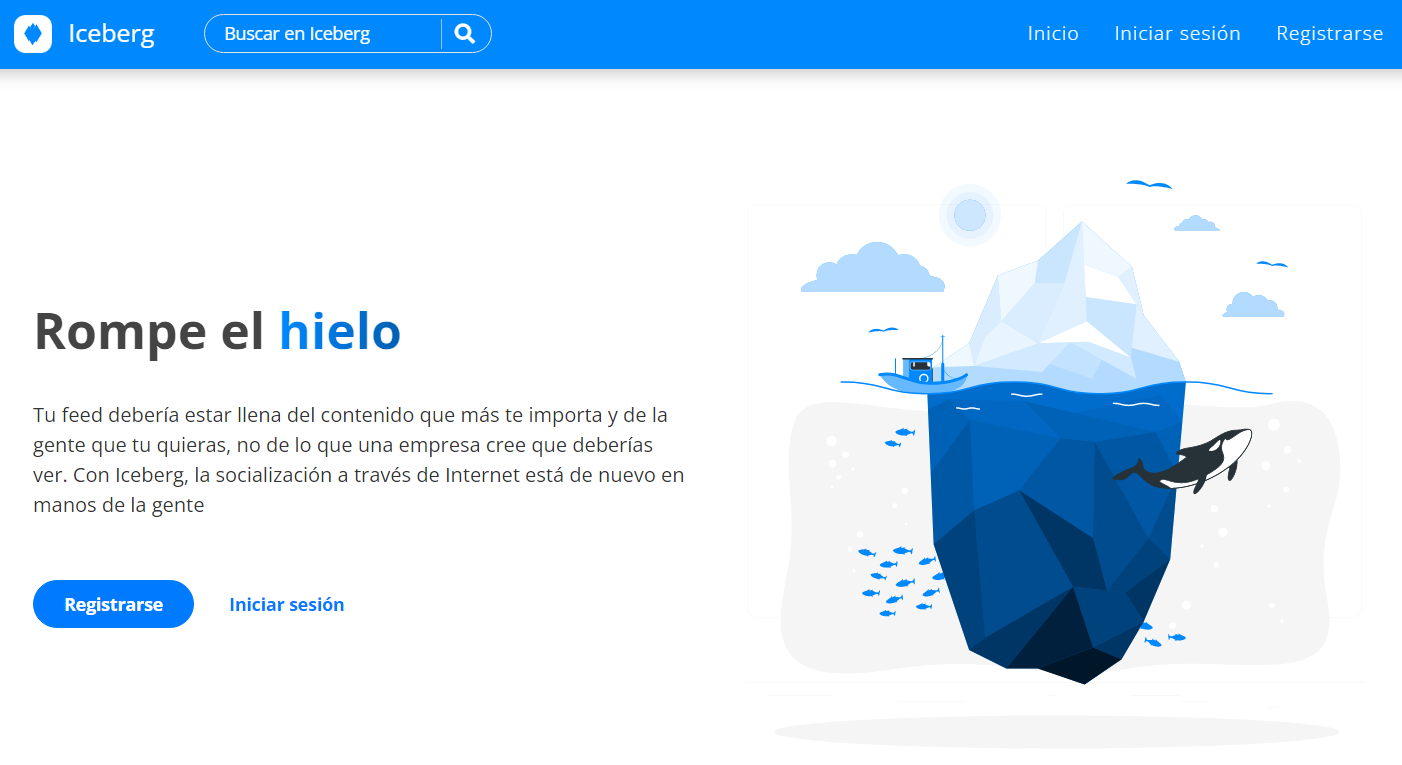 Iceberg
Buscar en Iceberg
Inicio
Iniciar sesión
Registrarse
Rompe el hielo
Tu feed debería estar llena del contenido que más te importa y de la
gente que tu quieras, no de lo que una empresa cree que deberías
ver. Con Iceberg, la socialización a través de Internet está de nuevo en
manos de la gente
Registrarse
Iniciar sesión